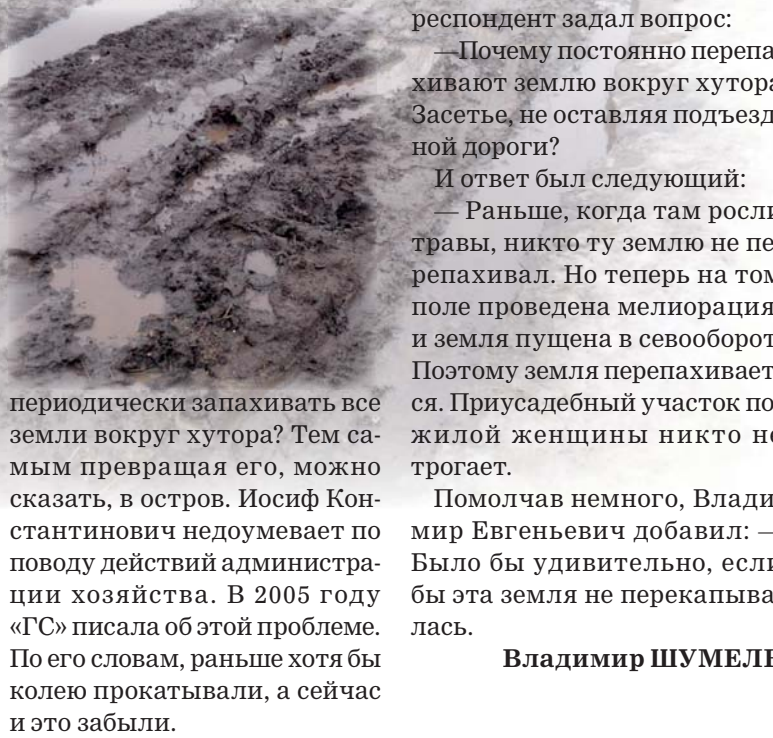 периодически запахивать все
земли вокруг хутора? Тем са-
мым превращая его, можно
сказать, в остров. Иосиф Кон-
стантинович недоумевает по
поводу действий администра-
ции хозяйства. В 2005 году
«ГС» писала об этой проблеме.
По его словам, раньше хотя бы
колею прокатывали, а сейчас
и это забыли.
респондент задал вопрос:
—Почему постоянно перепа
хивают землю вокруг хутора
Засетье, не оставляя подъезд
ной дороги?
И ответ был следующий:
— Раньше, когда там росли
травы, никто ту землю не пе
репахивал. Но теперь на том
поле проведена мелиорация
и земля пущена в севооборот
Поэтому земля перепахивает
ся. Приусадебный участок по
жилой женщины никто не
трогает.
Помолчав немного, Влади
мир Евгеньевич добавил: —
Было бы удивительно, если
бы эта земля не перекапыва
лась.
Владимир